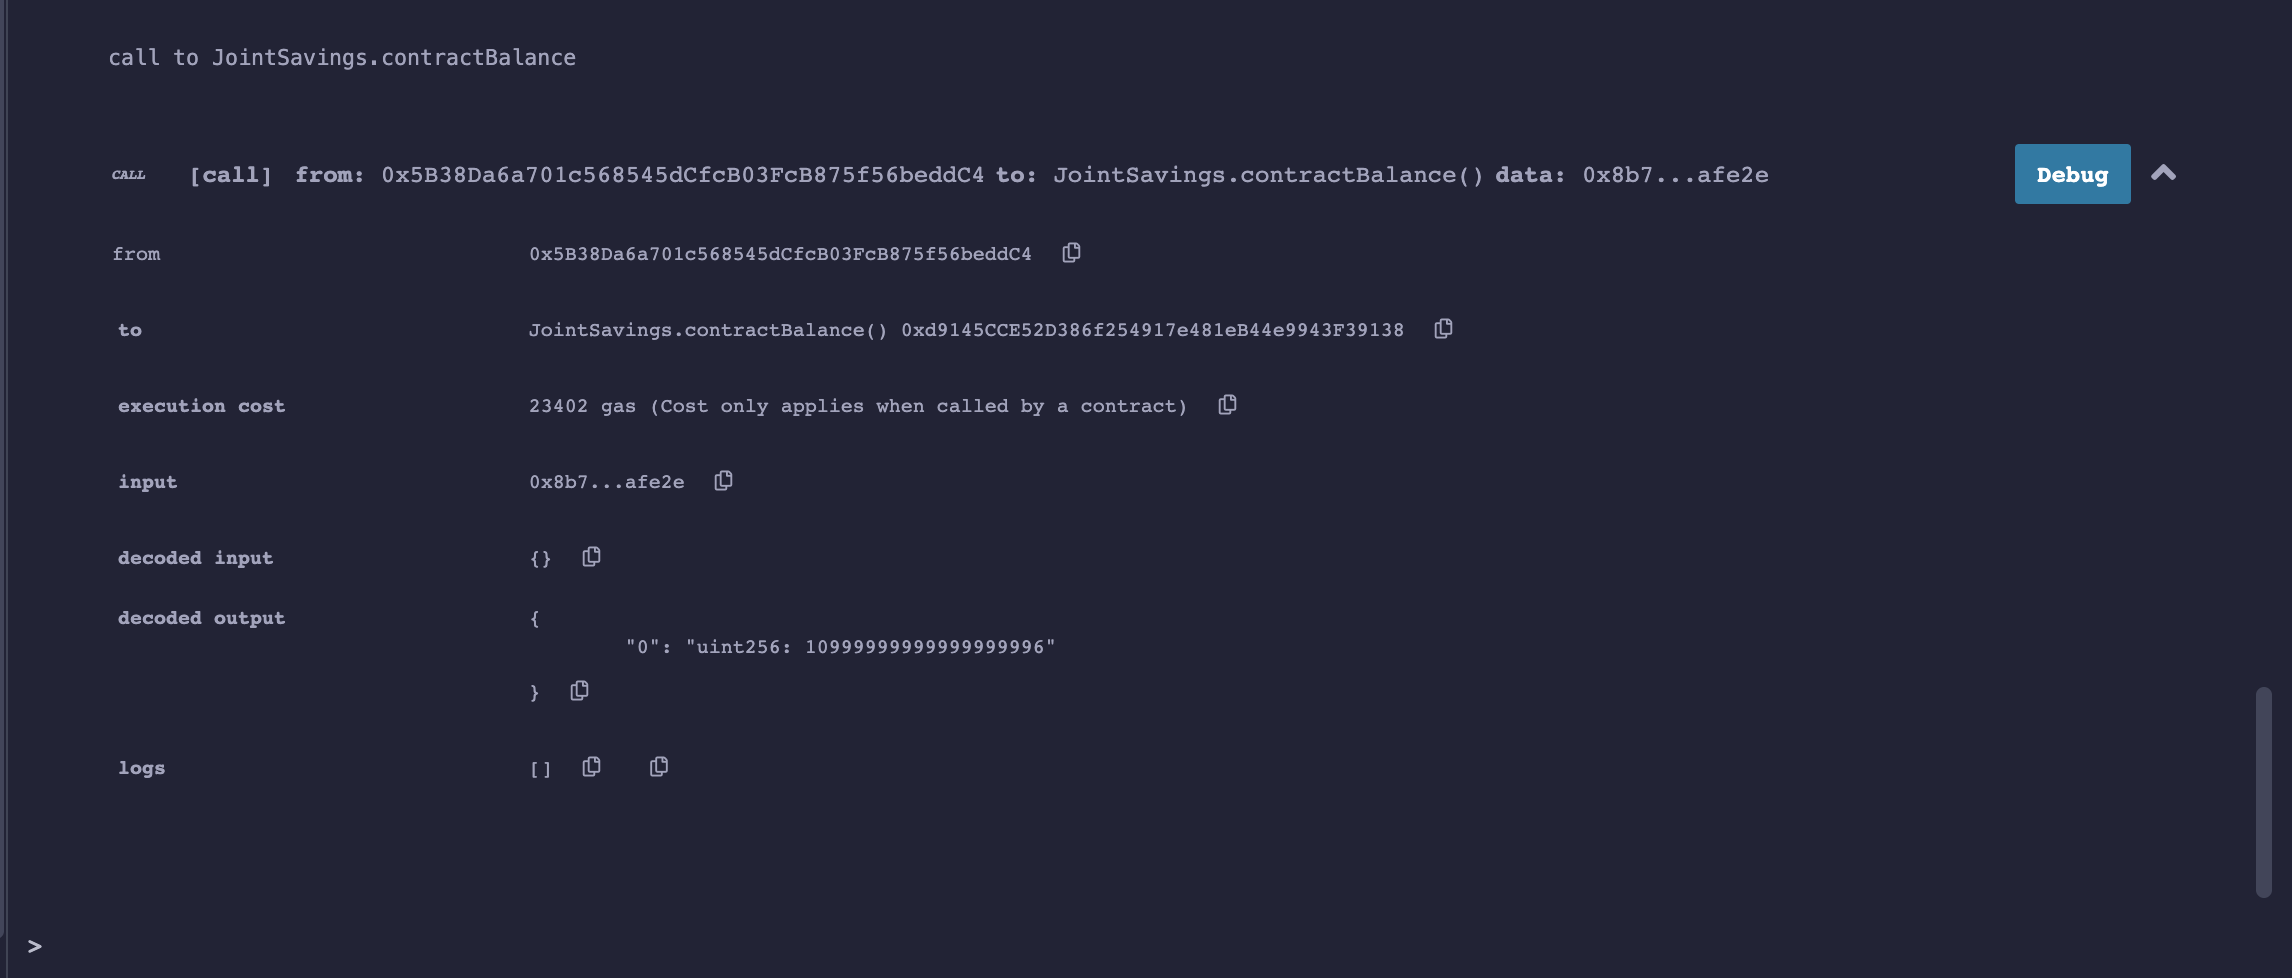 call to JointSavings.contractBalance
CALL [call] from: 0x5B38Da6a701c568545dCfcB03FcB875f56beddC4 to: JointSavings.contractBalance() data: 0x8b7...afe2e Debug
from 0x5B38Da6a701c568545dCfcB03FcB875f56beddC4
to JointSavings.contractBalance() 0xd9145CCE52D386f254917e481eB44e9943F39138
execution cost 23402 gas (Cost only applies when called by a contract)
input 0x8b7...afe2e
decoded input {}
decoded output {
"0": "uint256: 10999999999999999996"
}
logs []
>